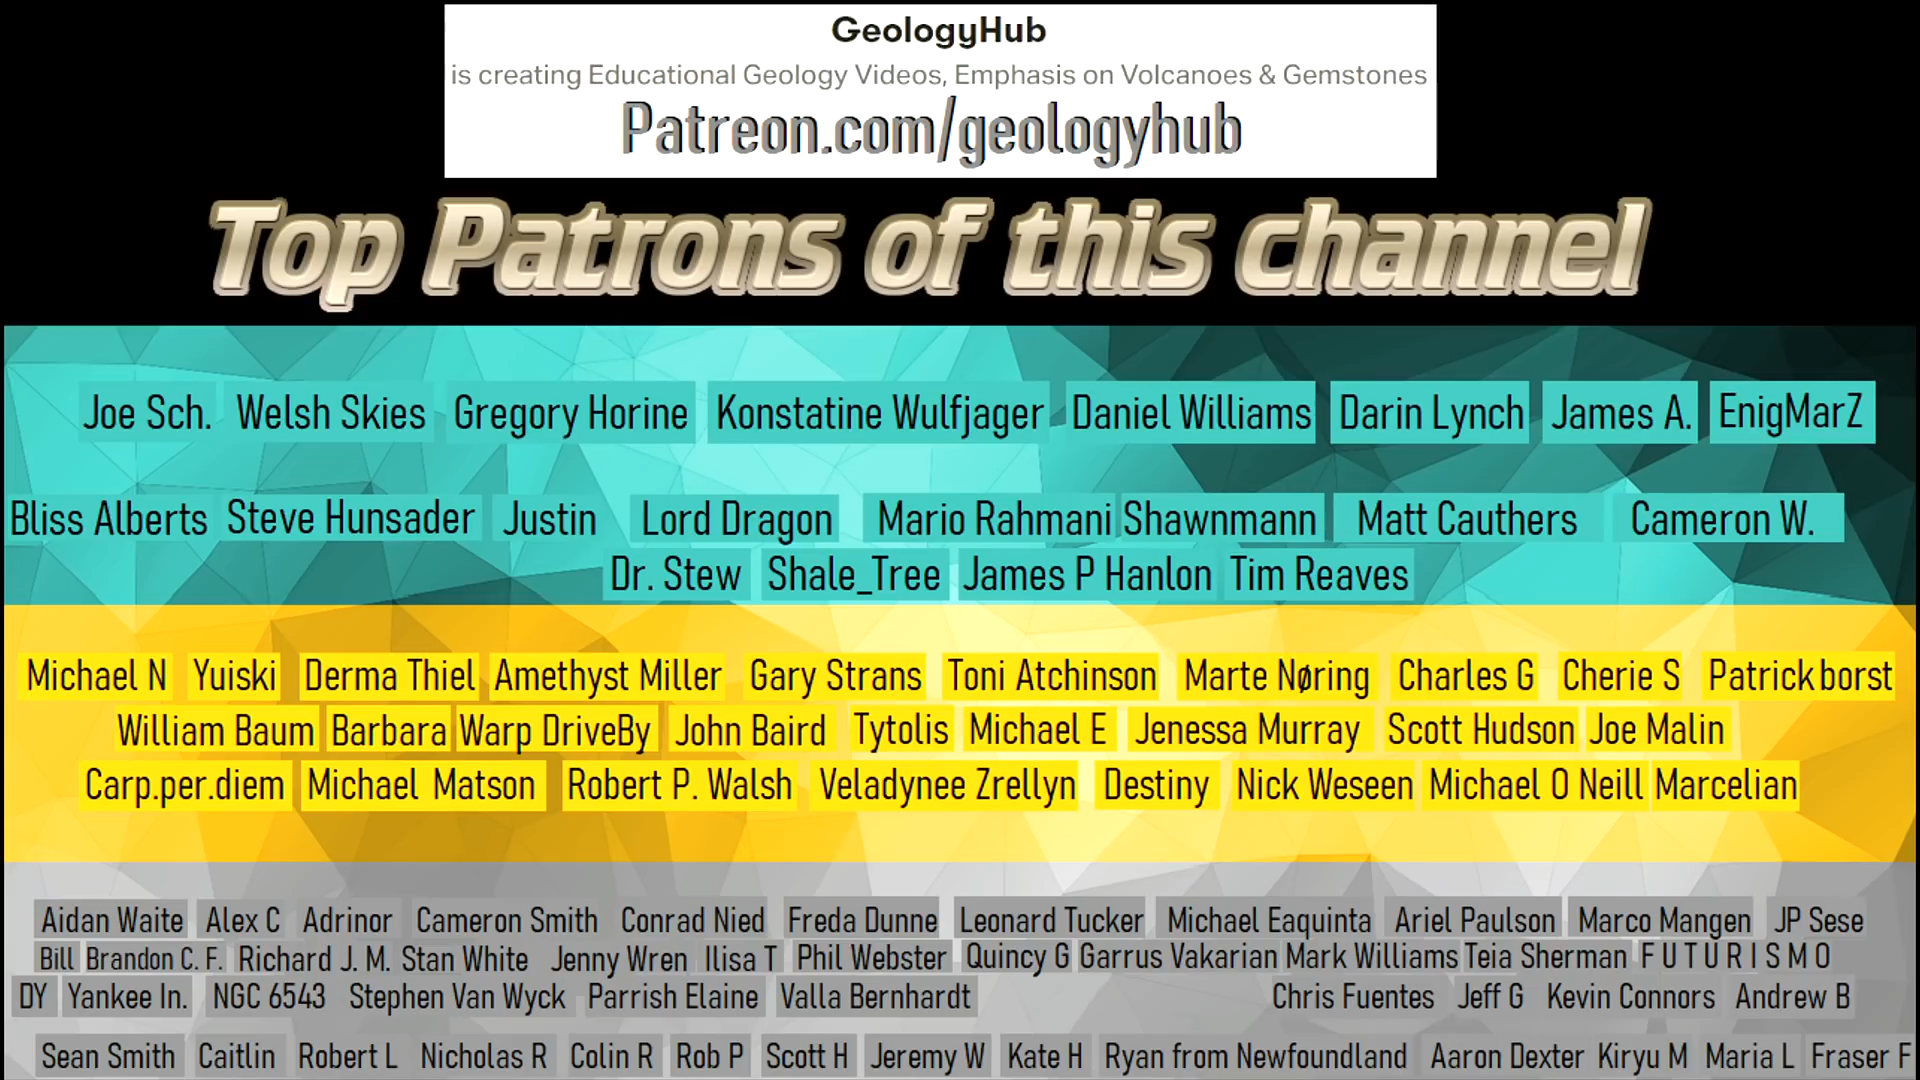 GeologyHub
is creating Educational Geology Videos, Emphasis on Volcanoes & Gemstones
Patreon.com/geologyhub
Top Patrons of this channel
Joe Sch. Welsh Skies Gregory Horine Konstatine Wulfjager Daniel Williams Darin Lynch James A. EnigMarZ
Bliss Alberts Steve Hunsader Justin Lord Dragon Mario Rahmani Shawnmann Matt Cauthers Cameron W.
Dr. Stew Shale_Tree James P Hanlon Tim Reaves
Michael N Yuiski Derma Thiel Amethyst Miller Gary Strans Toni Atchinson Marte Nøring Charles G Cherie S Patrick borst
William Baum Barbara Warp DriveBy John Baird Tytolis Michael E Jenessa Murray Scott Hudson Joe Malin
Carp.per.diem Michael Matson Robert P. Walsh Veladynee Zrellyn Destiny Nick Weseen Michael O Neill Marcelian
Aidan Waite Alex C Adrinor Cameron Smith Conrad Nied Freda Dunne Leonard Tucker Michael Eaquinta Ariel Paulson Marco Mangen JP Sese
Bill Brandon C. F. Richard J. M. Stan White Jenny Wren Ilisa T Phil Webster Quincy G Garrus Vakarian Mark Williams Teia Sherman F U T U R I S M O
DY Yankee In. NGC 6543 Stephen Van Wyck Parrish Elaine Valla Bernhardt Chris Fuentes Jeff G Kevin Connors Andrew B
Sean Smith Caitlin Robert L Nicholas R Colin R Rob P Scott H Jeremy W Kate H Ryan from Newfoundland Aaron Dexter Kiryu M Maria L Fraser F